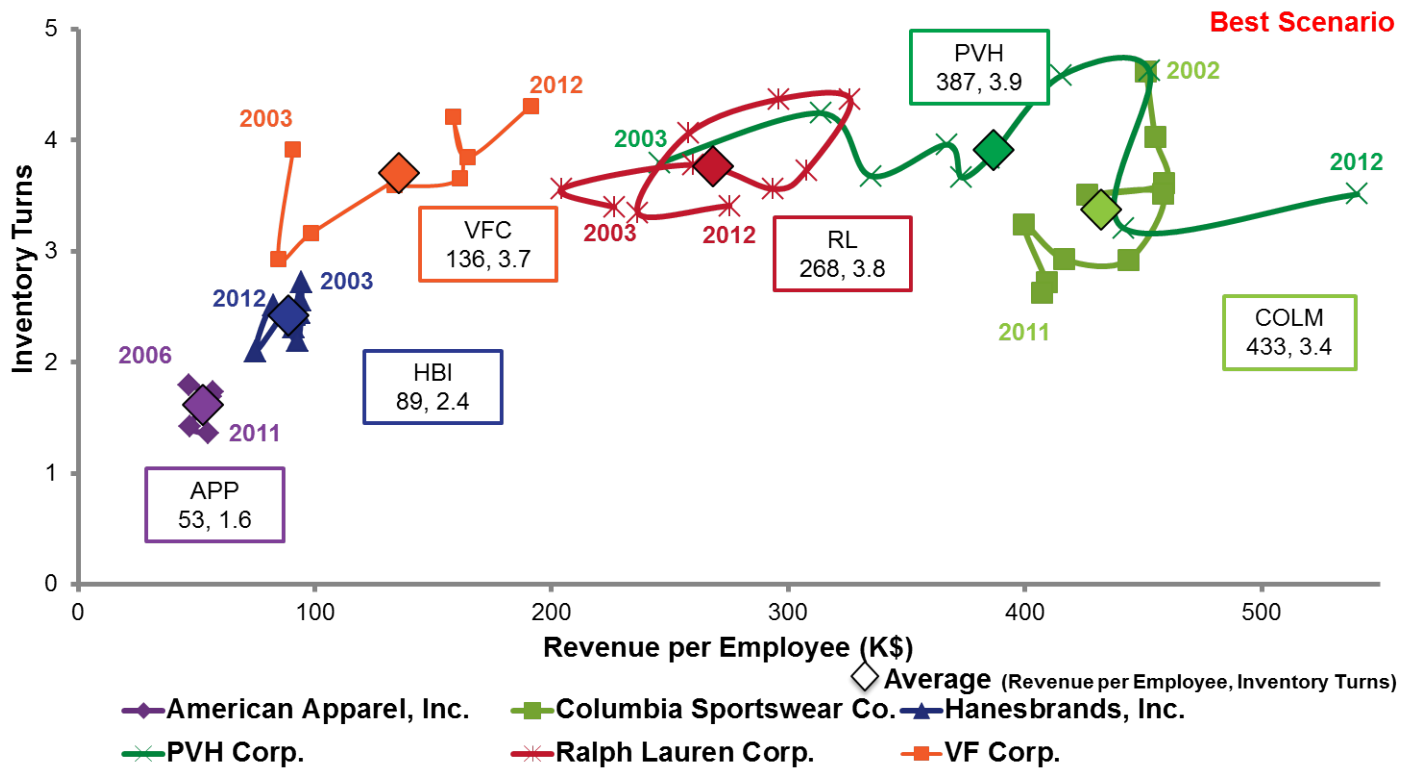 Best Scenario
5
4
3
2
1
0
Inventory Turns
0
100
200
300
400
500
Revenue per Employee (K$)
2003
2012
VFC
136, 3.7
2012
2003
HBI
89, 2.4
2006
2011
APP
53, 1.6
2003
2003
2012
RL
268, 3.8
PVH
387, 3.9
2002
2012
2011
COLM
433, 3.4
Average (Revenue per Employee, Inventory Turns)
American Apparel, Inc.
Columbia Sportswear Co.
Hanesbrands, Inc.
PVH Corp.
Ralph Lauren Corp.
VF Corp.